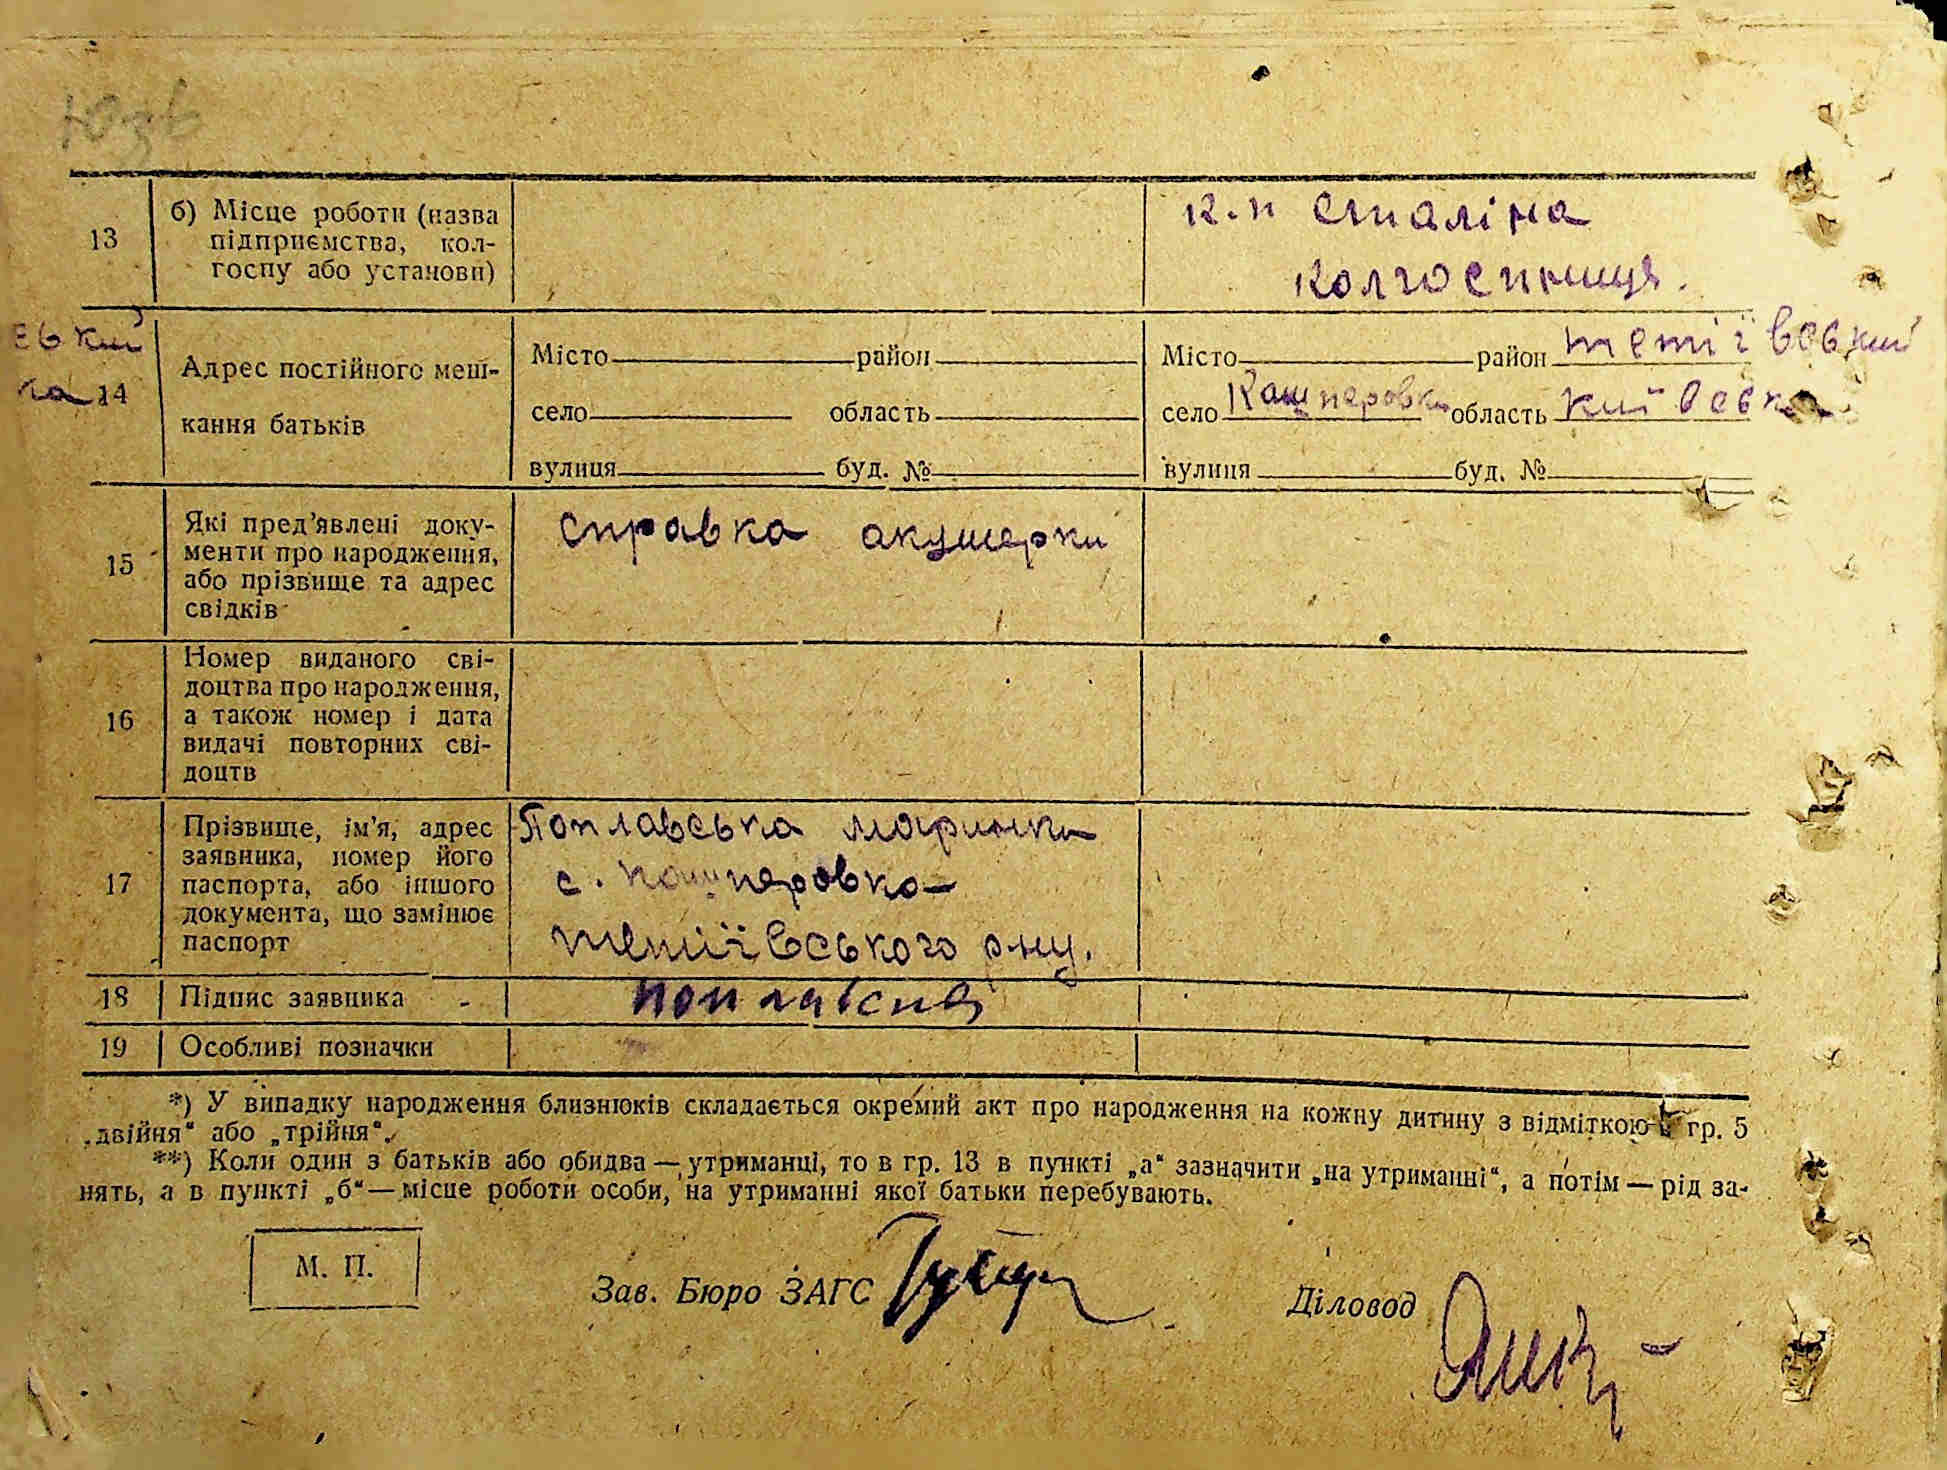 13
б) Місце роботи (назва
підприємства, кол-
госпу або установи)
к-п Сталіна
колгоспниця.
ський
га 14
Адрес постійного меш-
кання батьків
Місто район
село область
вулиця буд. №
Місто район тетіївський
село Кашперовка область київська
вулиця буд. №
15
Які пред'явлені доку-
менти про народження,
або прізвище та адрес
свідків
справка акушерки
16
Номер виданого сві-
доцтва про народження,
а також номер і дата
видачі повторних сві-
доцтв
17
Прізвище, ім'я, адрес
заявника, номер його
паспорта, або іншого
документа, що замінює
паспорт
Поплавська
с. Кашперовка
тетіївського р-ну.
18 Підпис заявника
19 Особливі позначки
*) У випадку народження близнюків складається окремий акт про народження на кожну дитину з відміткою в гр. 5
„двійня“ або „трійня“.
**) Коли один з батьків або обидва — утриманці, то в гр. 13 в пункті „а“ зазначити „на утриманні“, а потім — рід за-
нять, а в пункті „б“ — місце роботи особи, на утриманні якої батьки перебувають.
М. П.
Зав. Бюро ЗАГС
Діловод